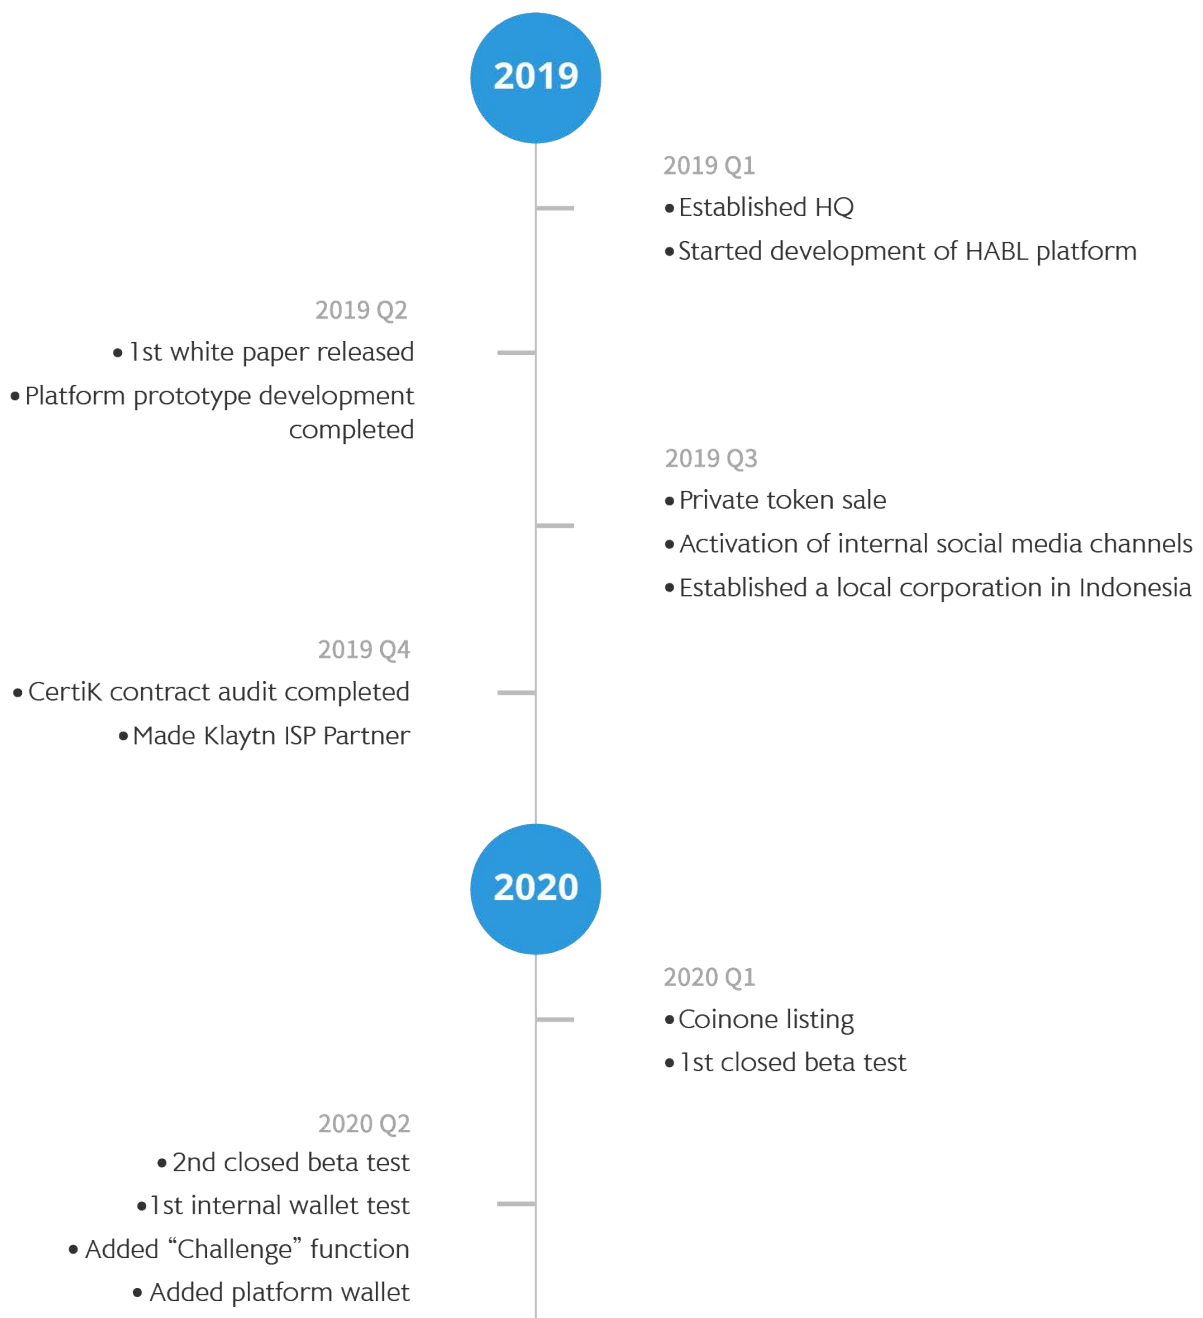 2019
2019 Q1
• Established HQ
• Started development of HABL platform
2019 Q2
• 1st white paper released
• Platform prototype development
completed
2019 Q3
• Private token sale
• Activation of internal social media channels
• Established a local corporation in Indonesia
2019 Q4
• CertiK contract audit completed
• Made Klaytn ISP Partner
2020
2020 Q1
• Coinone listing
• 1st closed beta test
2020 Q2
• 2nd closed beta test
• 1st internal wallet test
• Added “Challenge” function
• Added platform wallet